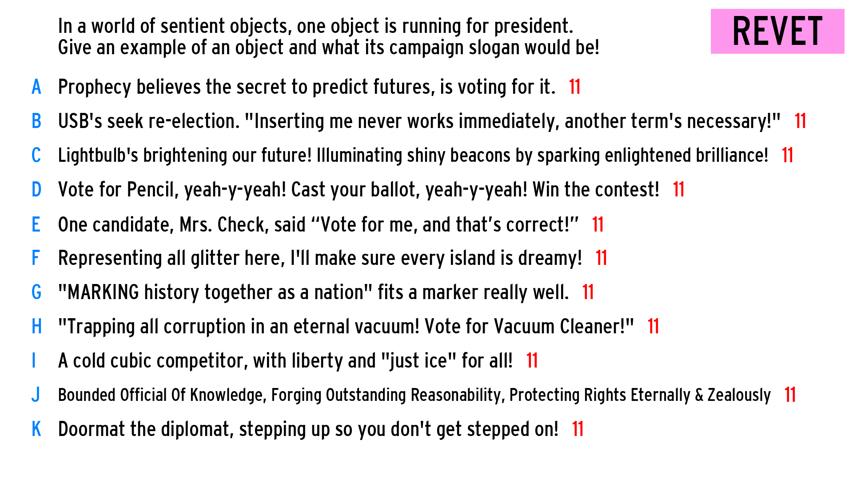 In a world of sentient objects, one object is running for president.
Give an example of an object and what its campaign slogan would be!
REVET
A Prophecy believes the secret to predict futures, is voting for it. 11
B USB's seek re-election. "Inserting me never works immediately, another term's necessary!" 11
C Lightbulb's brightening our future! Illuminating shiny beacons by sparking enlightened brilliance! 11
D Vote for Pencil, yeah-y-yeah! Cast your ballot, yeah-y-yeah! Win the contest! 11
E One candidate, Mrs. Check, said “Vote for me, and that’s correct!” 11
F Representing all glitter here, I'll make sure every island is dreamy! 11
G "MARKING history together as a nation" fits a marker really well. 11
H "Trapping all corruption in an eternal vacuum! Vote for Vacuum Cleaner!" 11
I A cold cubic competitor, with liberty and "just ice" for all! 11
J Bounded Official Of Knowledge, Forging Outstanding Reasonability, Protecting Rights Eternally & Zealously 11
K Doormat the diplomat, stepping up so you don't get stepped on! 11